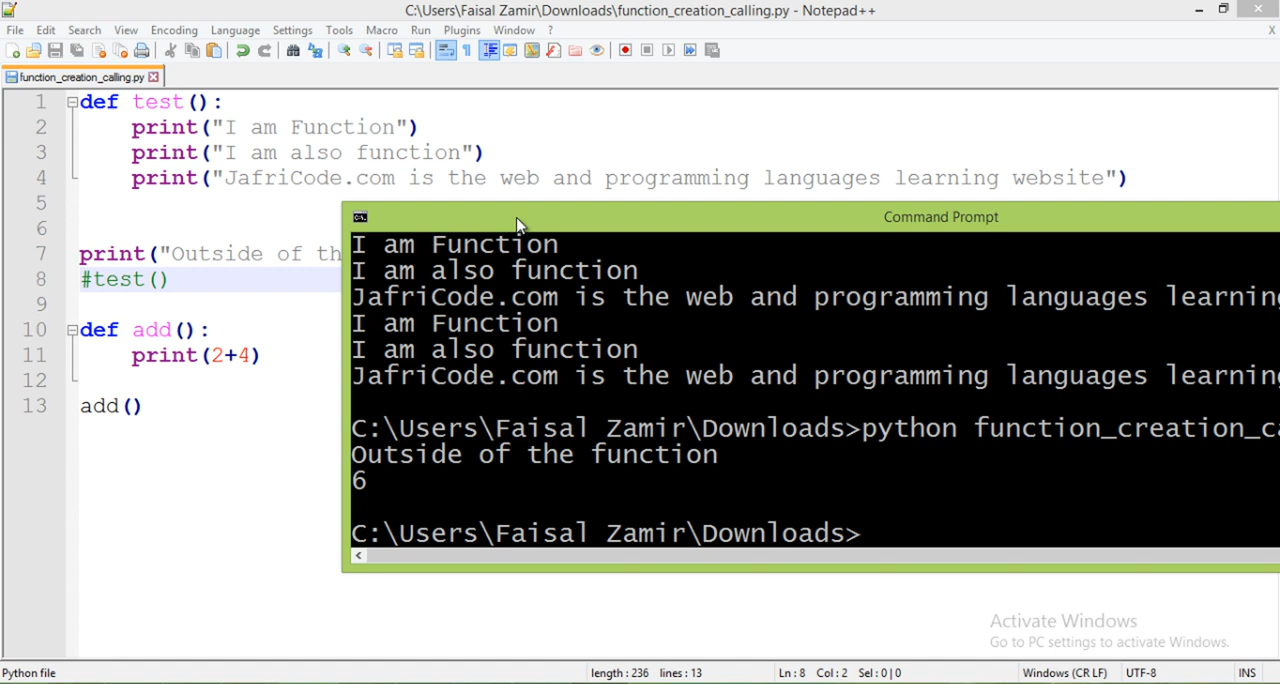 C:\Users\Faisal Zamir\Downloads\function_creation_calling.py - Notepad++
File Edit Search View Encoding Language Settings Tools Macro Run Plugins Window ? X
function_creation_calling.py
1 def test():
2 print("I am Function")
3 print("I am also function")
4 print("JafriCode.com is the web and programming languages learning website")
5
6
7 print("Outside of th
8 #test()
9
10 def add():
11 print(2+4)
12
13 add()
Command Prompt
I am Function
I am also function
JafriCode.com is the web and programming languages learning
I am Function
I am also function
JafriCode.com is the web and programming languages learning
C:\Users\Faisal Zamir\Downloads>python function_creation_ca
Outside of the function
6
C:\Users\Faisal Zamir\Downloads>
Activate Windows
Go to PC settings to activate Windows.
Python file length : 236 lines : 13 Ln : 8 Col : 2 Sel : 0 | 0 Windows (CR LF) UTF-8 INS